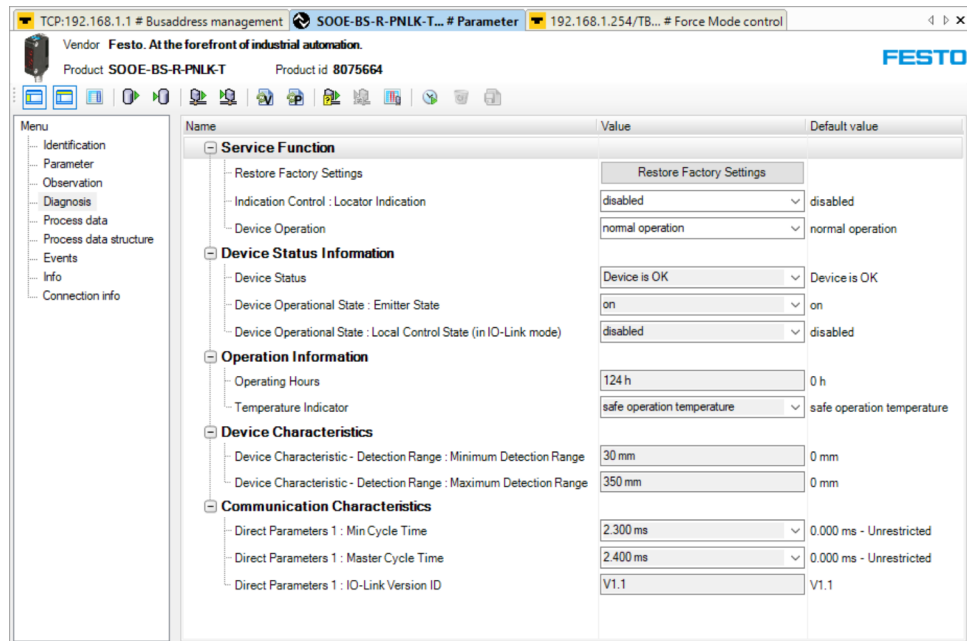 TCP:192.168.1.1 # Busaddress management SOOE-BS-R-PNLK-T... # Parameter 192.168.1.254/TB... # Force Mode control
Vendor Festo. At the forefront of industrial automation.
FESTO
Product SOOE-BS-R-PNLK-T Product id 8075664
Menu
Identification
Parameter
Observation
Diagnosis
Process data
Process data structure
Events
Info
Connection info
Name Value Default value
Service Function
Restore Factory Settings Restore Factory Settings
Indication Control : Locator Indication disabled disabled
Device Operation normal operation normal operation
Device Status Information
Device Status Device is OK Device is OK
Device Operational State : Emitter State on on
Device Operational State : Local Control State (in IO-Link mode) disabled disabled
Operation Information
Operating Hours 124 h 0 h
Temperature Indicator safe operation temperature safe operation temperature
Device Characteristics
Device Characteristic - Detection Range : Minimum Detection Range 30 mm 0 mm
Device Characteristic - Detection Range : Maximum Detection Range 350 mm 0 mm
Communication Characteristics
Direct Parameters 1 : Min Cycle Time 2.300 ms 0.000 ms - Unrestricted
Direct Parameters 1 : Master Cycle Time 2.400 ms 0.000 ms - Unrestricted
Direct Parameters 1 : IO-Link Version ID V1.1 V1.1